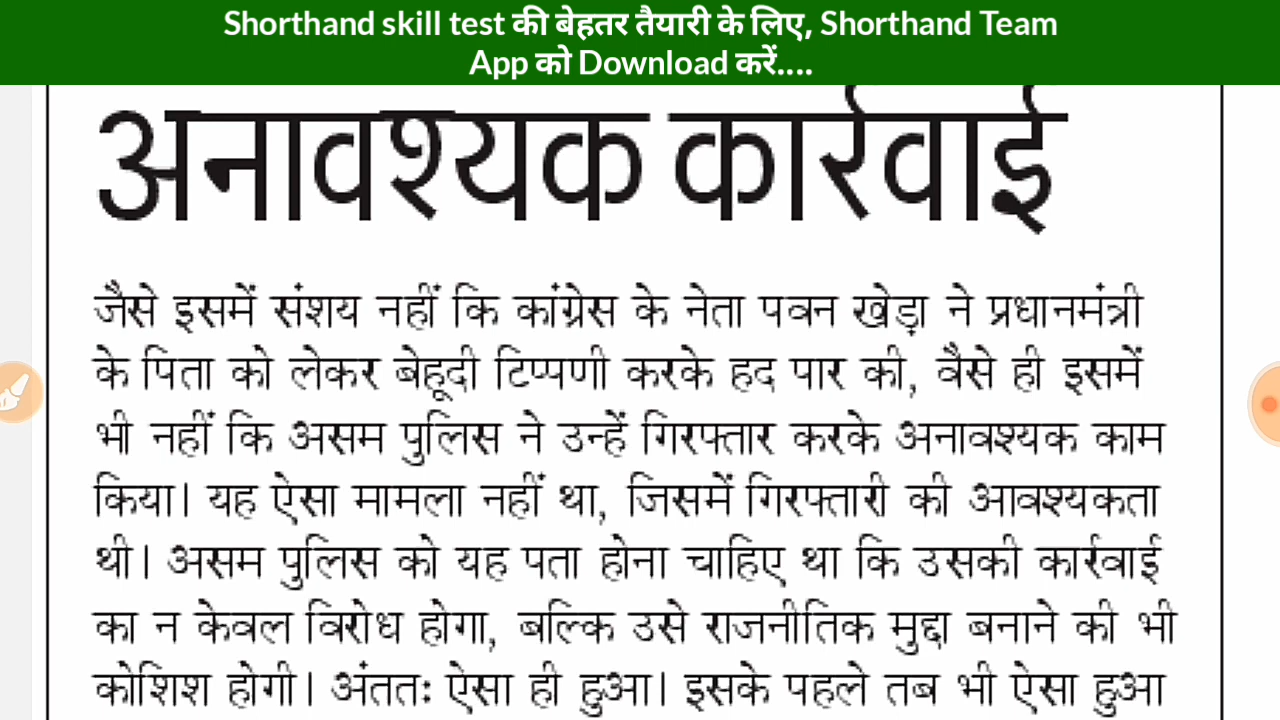 Shorthand skill test की बेहतर तैयारी के लिए, Shorthand Team
App को Download करें....
अनावश्यक कार्रवाई
जैसे इसमें संशय नहीं कि कांग्रेस के नेता पवन खेड़ा ने प्रधानमंत्री
के पिता को लेकर बेहूदी टिप्पणी करके हद पार की, वैसे ही इसमें
भी नहीं कि असम पुलिस ने उन्हें गिरफ्तार करके अनावश्यक काम
किया। यह ऐसा मामला नहीं था, जिसमें गिरफ्तारी की आवश्यकता
थी। असम पुलिस को यह पता होना चाहिए था कि उसकी कार्रवाई
का न केवल विरोध होगा, बल्कि उसे राजनीतिक मुद्दा बनाने की भी
कोशिश होगी। अंततः ऐसा ही हुआ। इसके पहले तब भी ऐसा हुआ